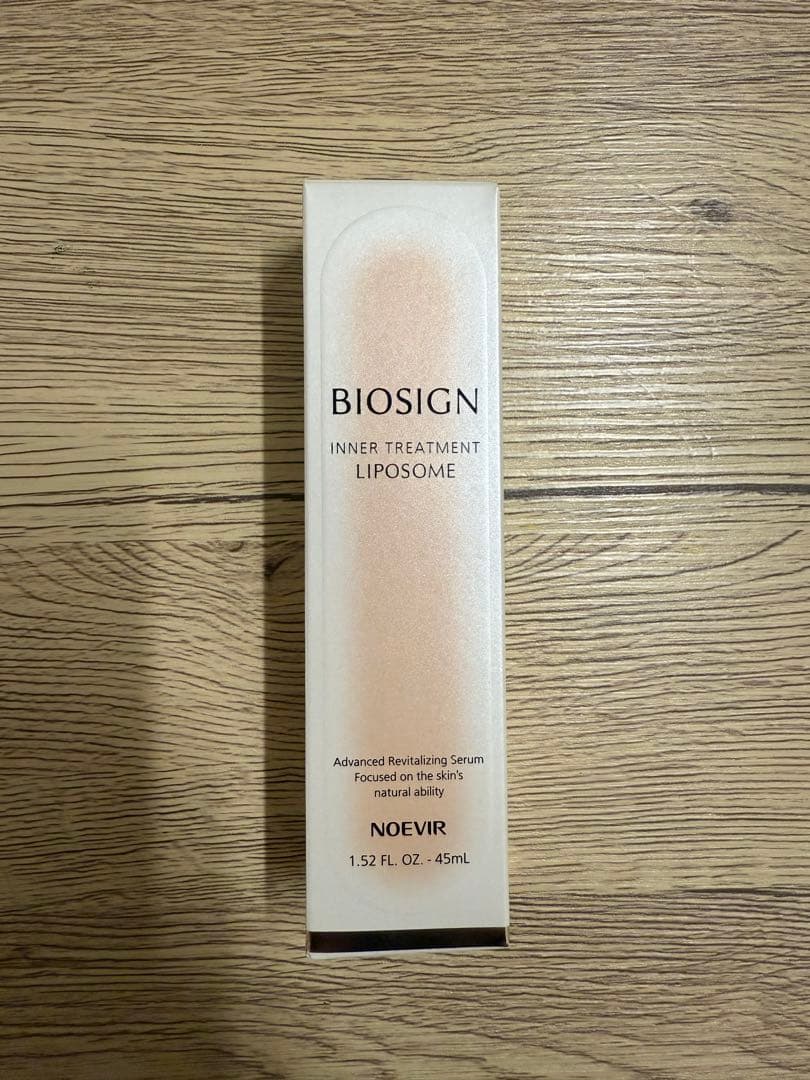 BIOSIGN
INNER TREATMENT
LIPOSOME
Advanced Revitalizing Serum
Focused on the skin's
natural ability
NOEVIR
1.52 FL. OZ. - 45mL